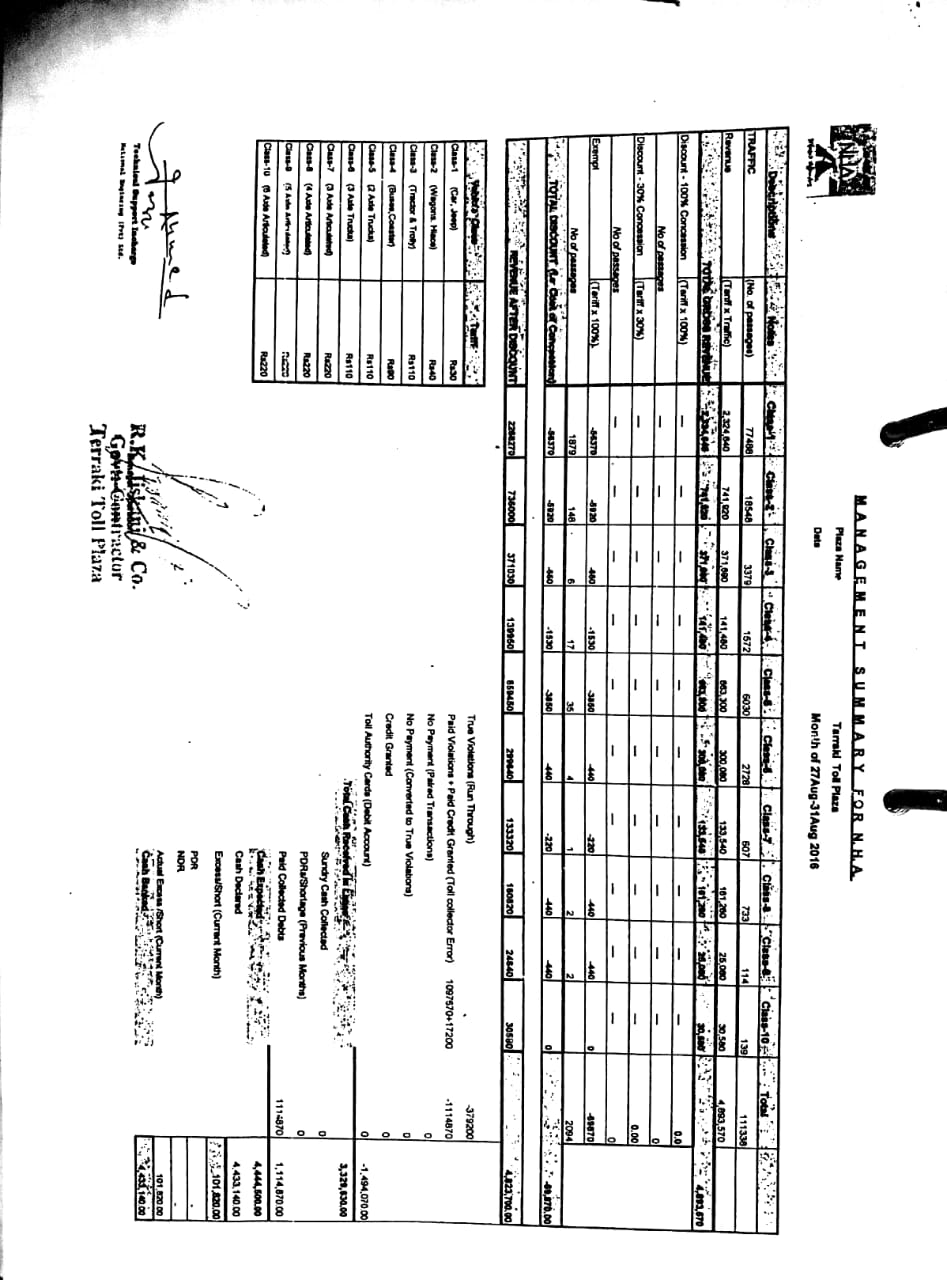 NHA
MANAGEMENT SUMMARY FOR NHA
Plaza Name Tarraki Toll Plaza
Date Month of 27Aug-31Aug 2016
Descriptions Notes Class-1 Class-2 Class-3 Class-4 Class-5 Class-6 Class-7 Class-8 Class-9 Class-10 Total
TRAFFIC (No. of passages) 77488 18548 3379 1572 6030 2728 607 733 114 139 111338
Revenue (Tariff x Traffic) 2,324,640 741,920 371,690 141,480 663,300 300,080 133,540 161,260 25,080 30,580 4,893,570
TOTAL GROSS REVENUE 2,324,640 741,920 371,690 141,480 663,300 300,080 133,540 161,260 25,080 30,580 4,893,570
Discount - 100% Concession (Tariff x 100%) — — — — — — — — — — 0.0
No of passages — — — — — — — — — — 0
Discount - 30% Concession (Tariff x 30%) — — — — — — — — — — 0.00
No of passages — — — — — — — — — — 0
Exempt (Tariff x 100%). -56370 -5920 -660 -1530 -3850 -440 -220 -440 -440 0 -69870
No of passages 1879 148 6 17 35 4 1 2 2 2094
TOTAL DISCOUNT (Or Cost of Concession) -56370 -5920 -660 -1530 -3850 -440 -220 -440 -440 0 -69,870.00
REVENUE AFTER DISCOUNT 2268270 736000 371030 139950 659450 299640 133320 160820 24640 30580 4,823,700.00
Vehicle Class Tariff
Class-1 (Car, Jeep) Rs30
Class-2 (Wagons, Hiace) Rs40
Class-3 (Tractor & Trolly) Rs110
Class-4 (Buses,Coaster) Rs90
Class-5 (2 Axle Trucks) Rs110
Class-6 (3 Axle Trucks) Rs110
Class-7 (3 Axle Articulated) Rs220
Class-8 (4 Axle Articulated) Rs220
Class-9 (5 Axle Articulated) Rs220
Class-10 (6 Axle Articulated) Rs220
True Violations (Run Through) -379200
Paid Violations + Paid Credit Granted (Toll collector Error) 1097670+17200 -1114870
No Payment (Paired Transactions) 0
No Payment (Converted to True Violations) 0
Credit Granted 0
Toll Authority Cards (Debit Account) 0 -1,494,070.00
Total Cash Received in Lanes 3,329,630.00
Sundry Cash Collected 0
PDRs/Shortage (Previous Months) 0
Paid Collected Debts 1114870 1,114,870.00
Cash Expected 4,444,500.00
Cash Declared 4,433,140.00
Excess/Short (Current Month) 101,820.00
PDR -
NDR -
Actual Excess /Short (Current Month) 101,820.00
Cash Banked 4,433,140.00
Technical Support Incharge
National Engineering (Pvt) Ltd.
R.K. Jiskani & Co.
Govt: Contractor
Terraki Toll Plaza